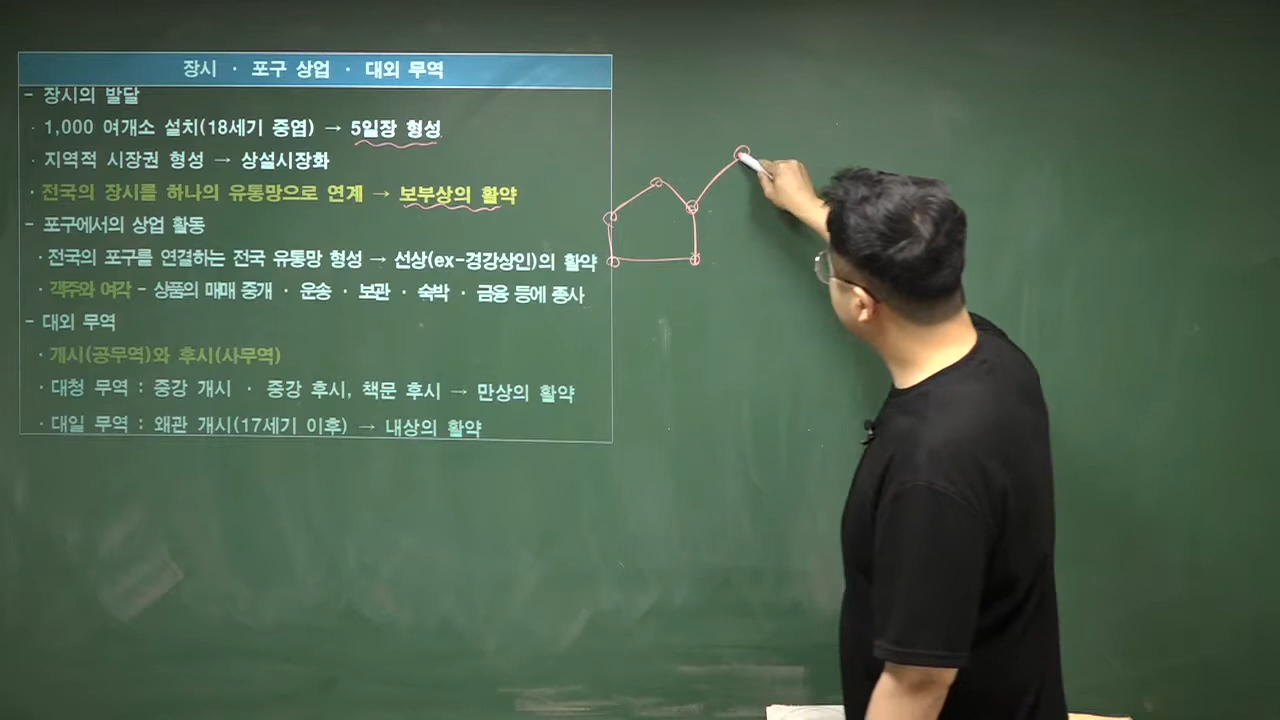 장시 · 포구 상업 · 대외 무역
- 장시의 발달
· 1,000 여개소 설치(18세기 중엽) → 5일장 형성
· 지역적 시장권 형성 → 상설시장화
· 전국의 장시를 하나의 유통망으로 연계 → 보부상의 활약
- 포구에서의 상업 활동
· 전국의 포구를 연결하는 전국 유통망 형성 → 선상(ex-경강상인)의 활약
· 객주와 여각 - 상품의 매매 중개 · 운송 · 보관 · 숙박 · 금융 등에 종사
- 대외 무역
· 개시(공무역)와 후시(사무역)
· 대청 무역 : 중강 개시 · 중강 후시, 책문 후시 → 만상의 활약
· 대일 무역 : 왜관 개시(17세기 이후) → 내상의 활약